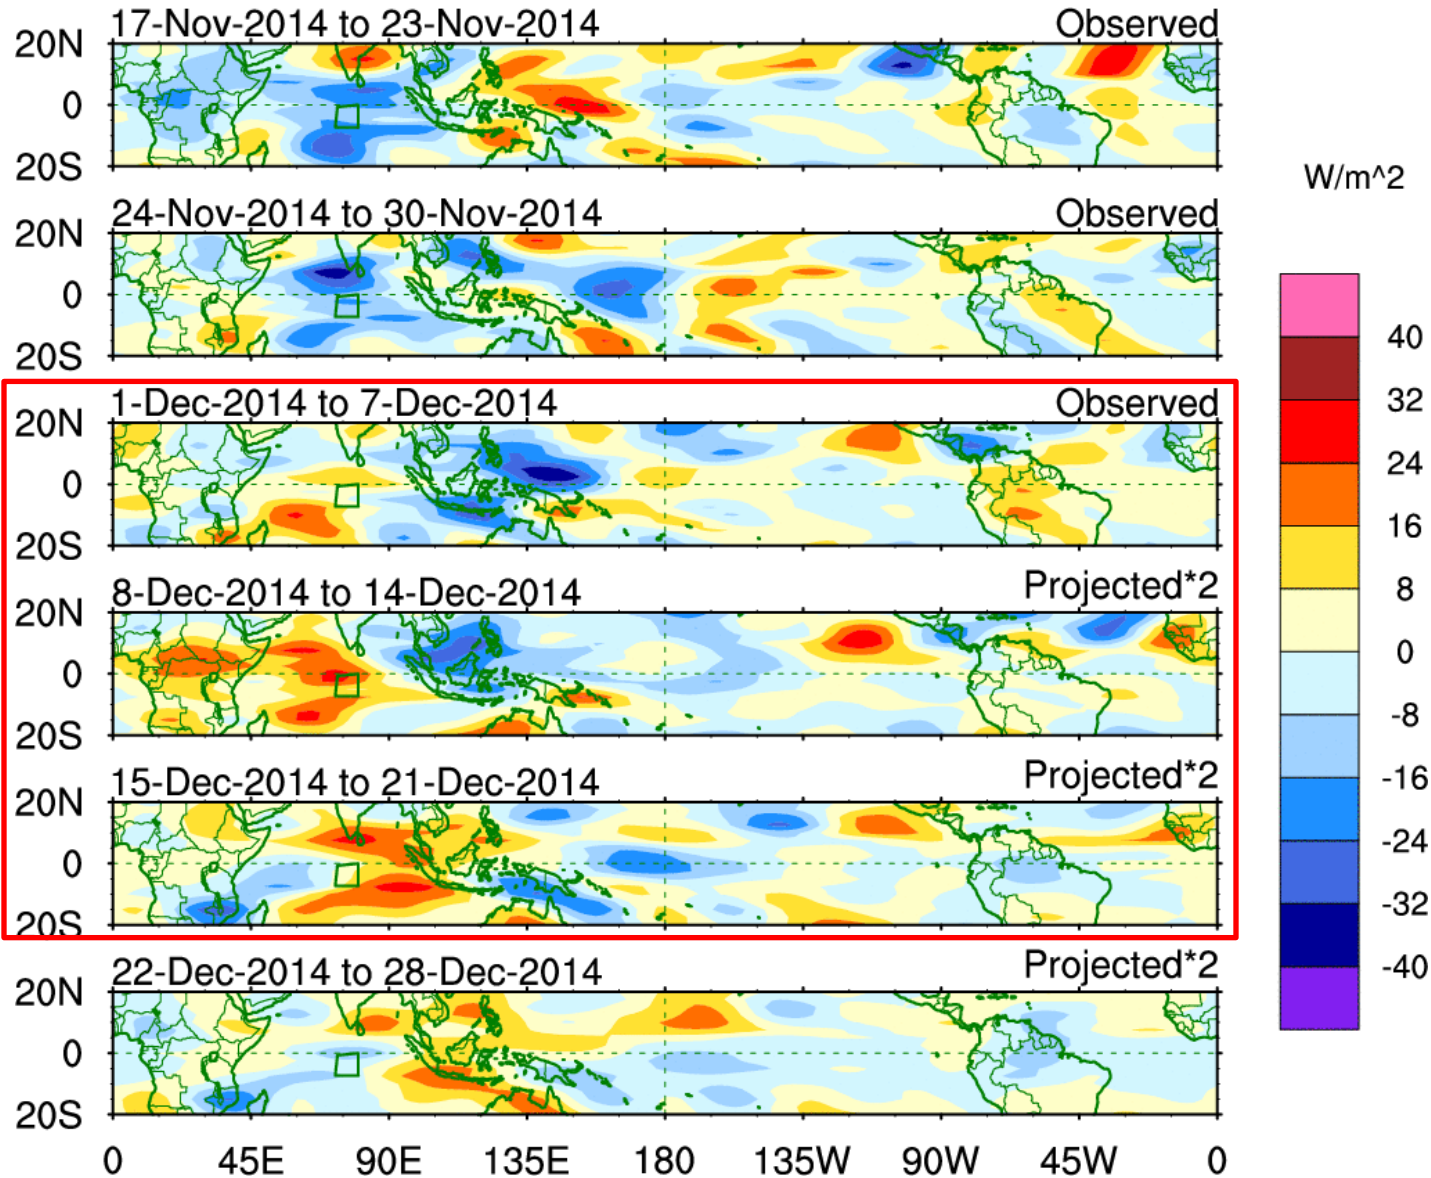 17-Nov-2014 to 23-Nov-2014 Observed
20N
0
20S
24-Nov-2014 to 30-Nov-2014 Observed
20N
0
20S
1-Dec-2014 to 7-Dec-2014 Observed
20N
0
20S
8-Dec-2014 to 14-Dec-2014 Projected*2
20N
0
20S
15-Dec-2014 to 21-Dec-2014 Projected*2
20N
0
20S
22-Dec-2014 to 28-Dec-2014 Projected*2
20N
0
20S
0 45E 90E 135E 180 135W 90W 45W 0
W/m^2
40
32
24
16
8
0
-8
-16
-24
-32
-40